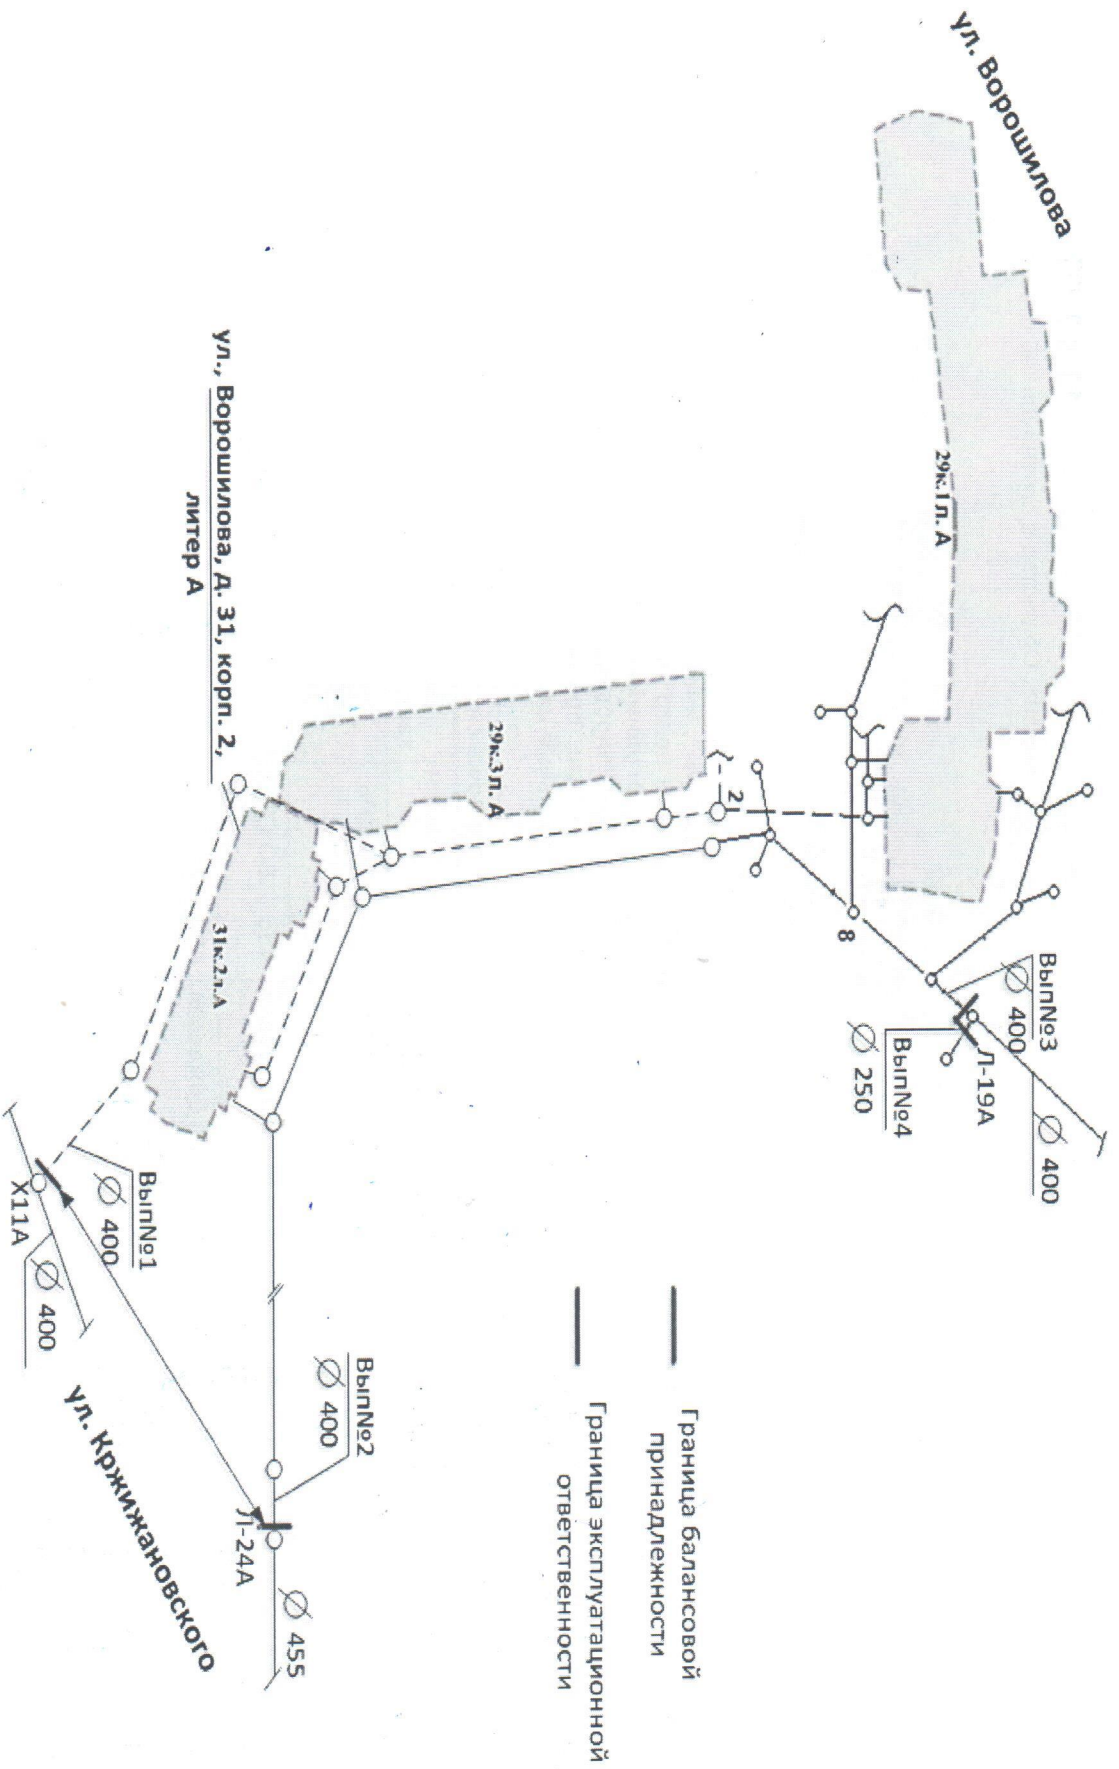 ул. Ворошилова
29к.1л. А
Вып№3
⌀ 400
Л-19А
⌀ 400
Вып№4
⌀ 250
8
2
29к.3 л. А
ул., Ворошилова, д. 31, корп. 2,
литер А
31к.2л.А
Вып№1
⌀ 400
Х11А
⌀ 400
Вып№2
⌀ 400
Л-24А
⌀ 455
ул. Кржижановского
Граница балансовой
принадлежности
Граница эксплуатационной
ответственности